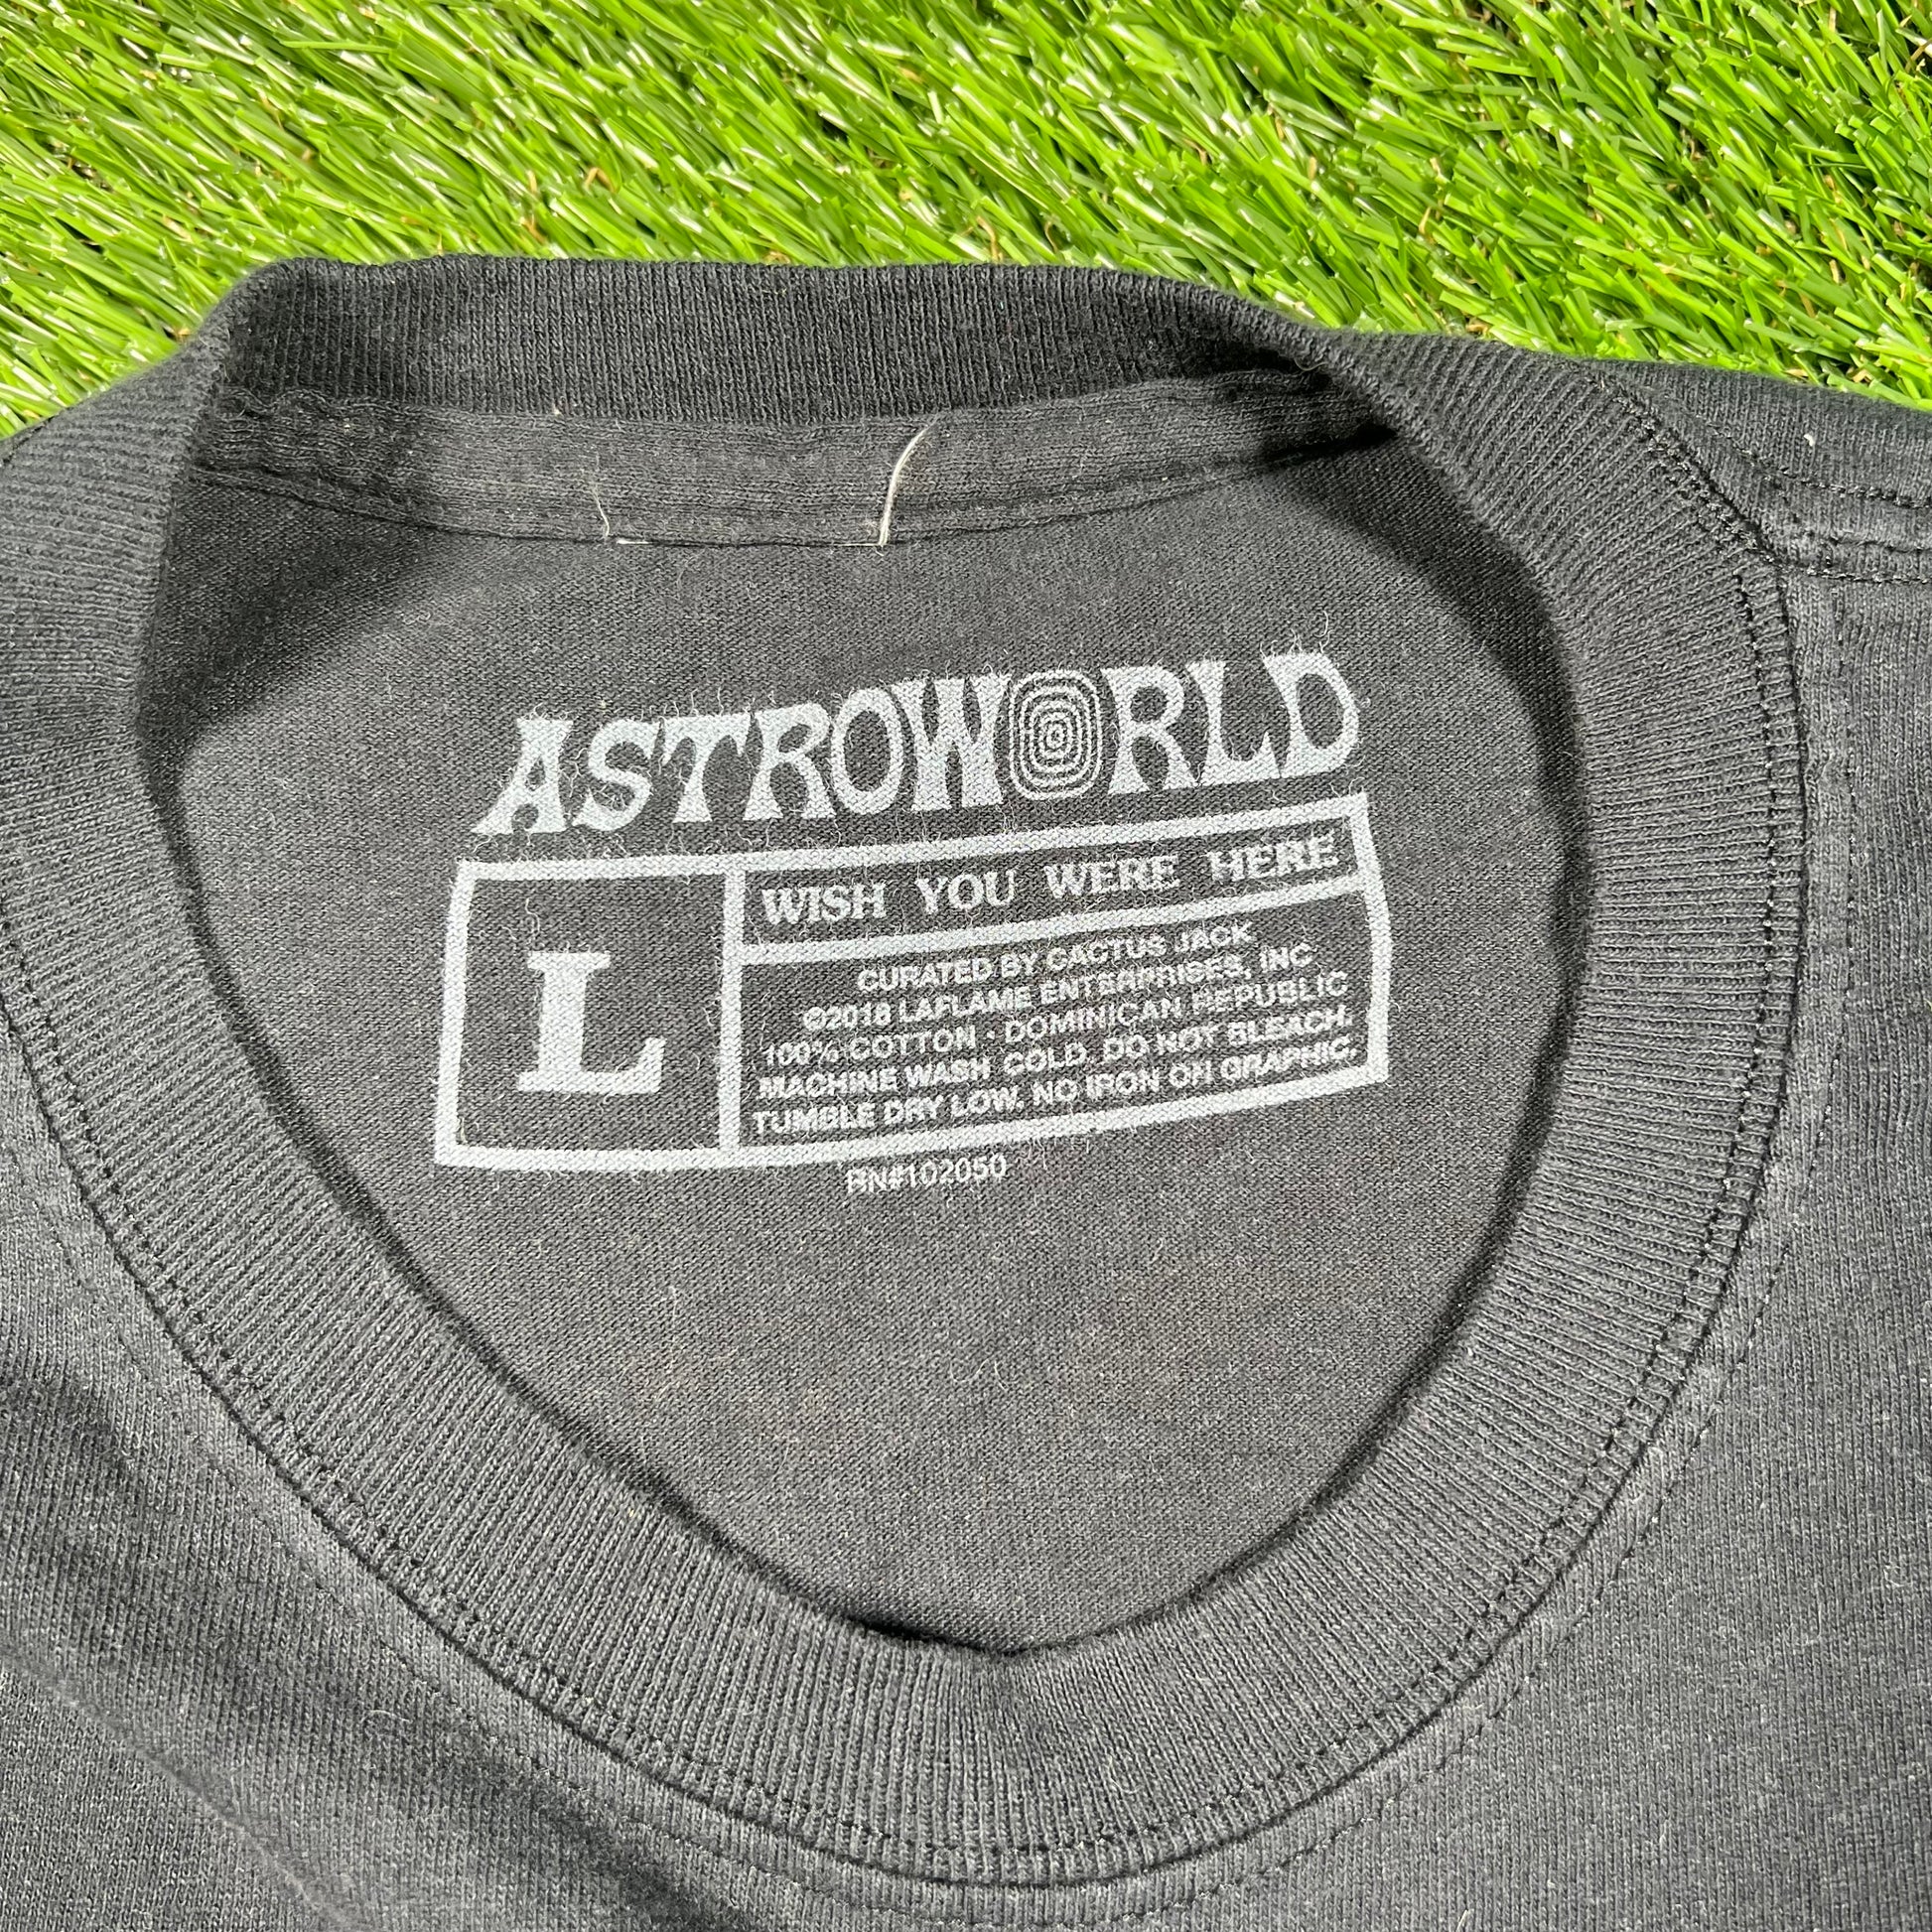 ASTROWORLD
L
WISH YOU WERE HERE
CURATED BY CACTUS JACK
©2018 LAFLAME ENTERPRISES, INC
100% COTTON · DOMINICAN REPUBLIC
MACHINE WASH COLD. DO NOT BLEACH.
TUMBLE DRY LOW. NO IRON ON GRAPHIC.
RN#102050